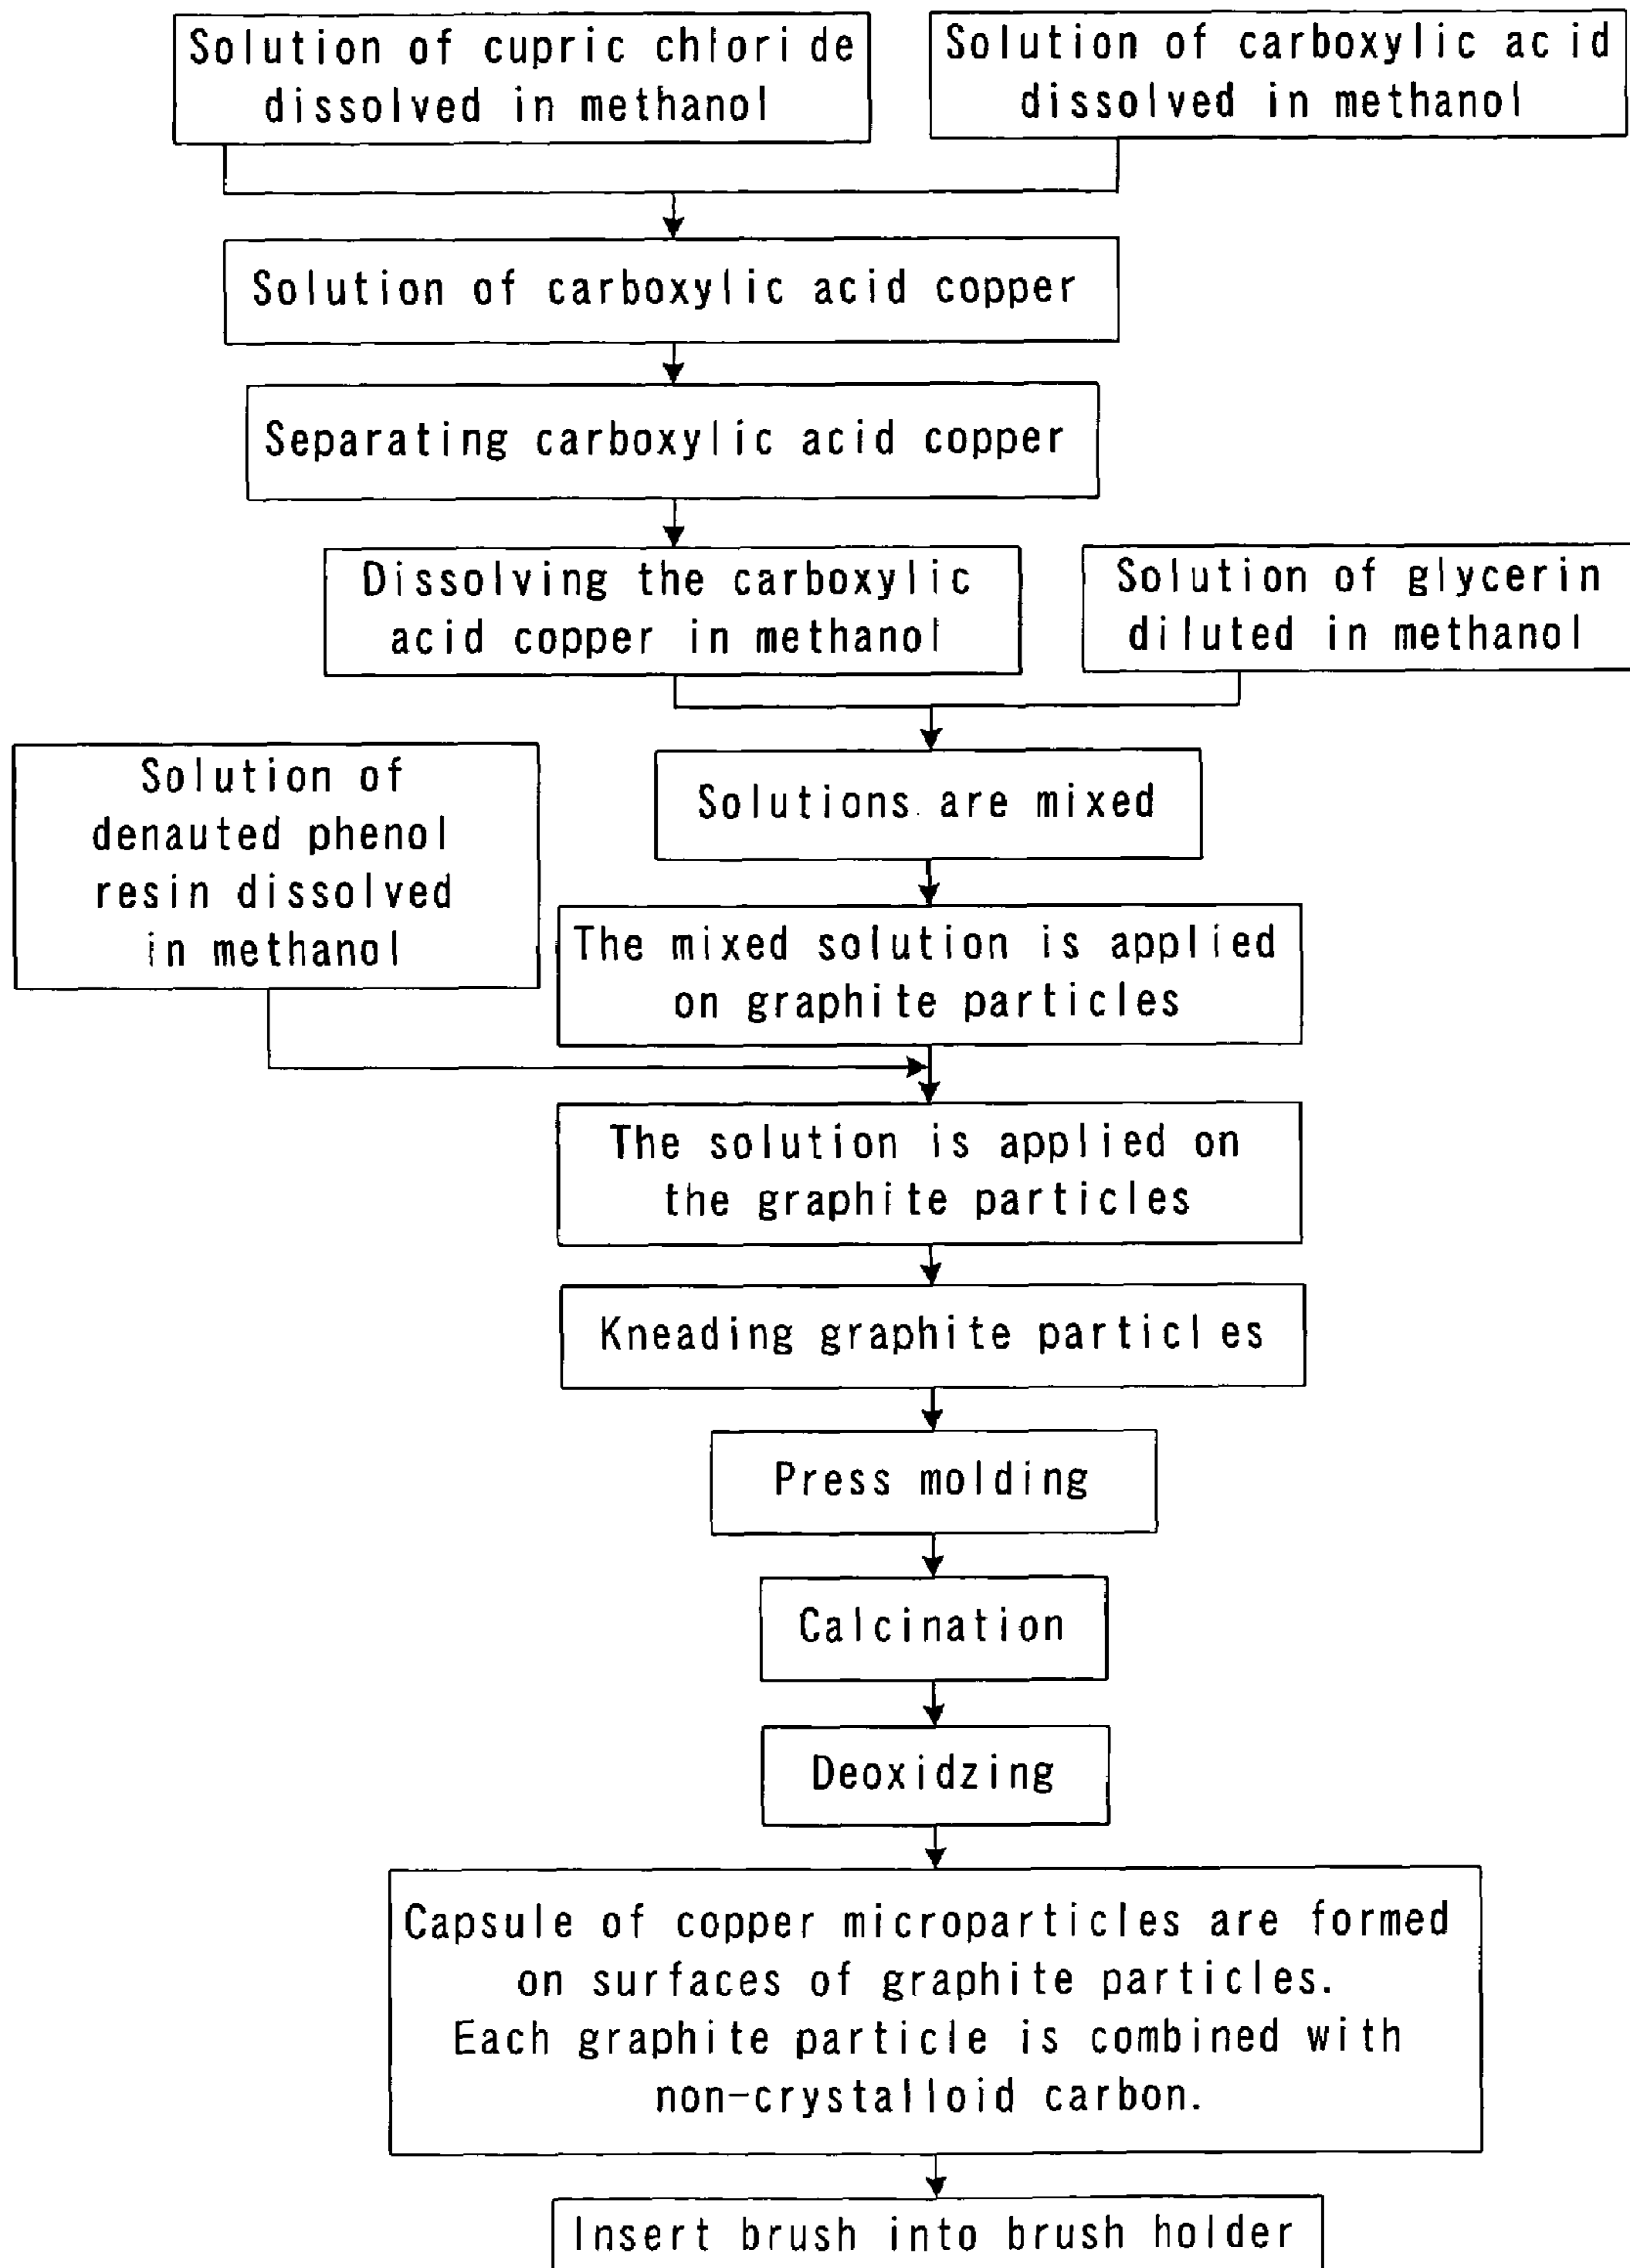 Solution of cupric chloride
dissolved in methanol
Solution of carboxylic acid
dissolved in methanol
Solution of carboxylic acid copper
Separating carboxylic acid copper
Dissolving the carboxylic
acid copper in methanol
Solution of glycerin
diluted in methanol
Solutions are mixed
Solution of
denauted phenol
resin dissolved
in methanol
The mixed solution is applied
on graphite particles
The solution is applied on
the graphite particles
Kneading graphite particles
Press molding
Calcination
Deoxidzing
Capsule of copper microparticles are formed
on surfaces of graphite particles.
Each graphite particle is combined with
non-crystalloid carbon.
Insert brush into brush holder